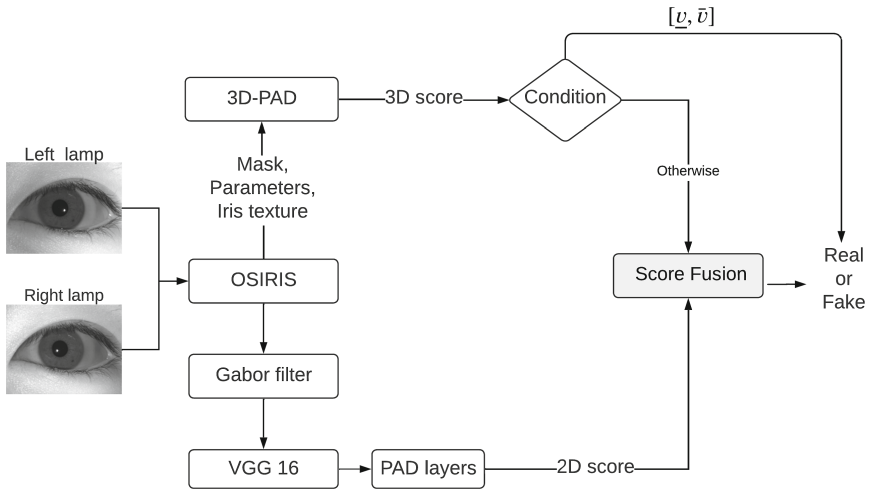 [v̲, v̄]
3D-PAD
3D score
Condition
Left lamp
Mask,
Parameters,
Iris texture
Otherwise
Real
or
Fake
OSIRIS
Score Fusion
Right lamp
Gabor filter
VGG 16
PAD layers
2D score